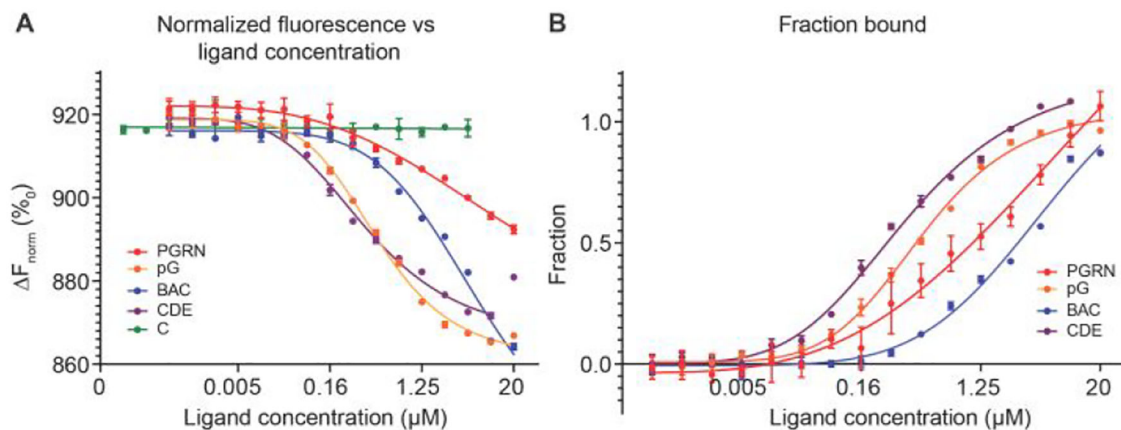 A
Normalized fluorescence vs
ligand concentration
ΔFnorm (‰)
920
900
880
860
PGRN
pG
BAC
CDE
C
0
0.005
0.16
1.25
20
Ligand concentration (µM)
B
Fraction bound
Fraction
1.0
0.5
0.0
PGRN
pG
BAC
CDE
0.005
0.16
1.25
20
Ligand concentration (µM)